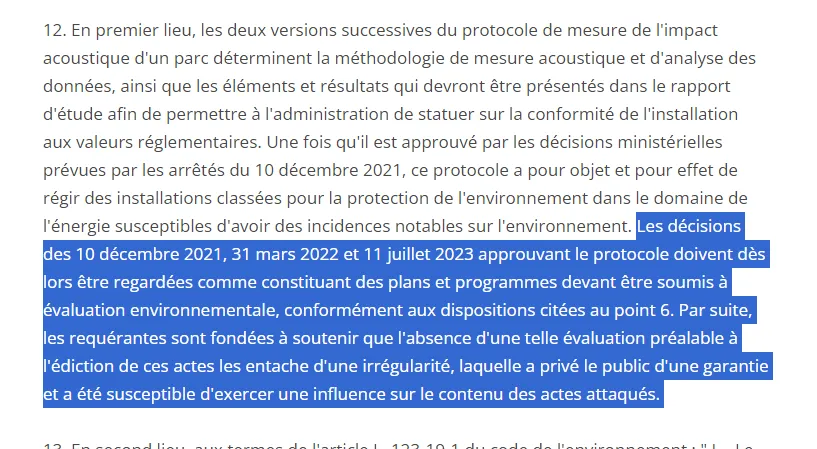 12. En premier lieu, les deux versions successives du protocole de mesure de l'impact
acoustique d'un parc déterminent la méthodologie de mesure acoustique et d'analyse des
données, ainsi que les éléments et résultats qui devront être présentés dans le rapport
d'étude afin de permettre à l'administration de statuer sur la conformité de l'installation
aux valeurs réglementaires. Une fois qu'il est approuvé par les décisions ministérielles
prévues par les arrêtés du 10 décembre 2021, ce protocole a pour objet et pour effet de
régir des installations classées pour la protection de l'environnement dans le domaine de
l'énergie susceptibles d'avoir des incidences notables sur l'environnement. Les décisions
des 10 décembre 2021, 31 mars 2022 et 11 juillet 2023 approuvant le protocole doivent dès
lors être regardées comme constituant des plans et programmes devant être soumis à
évaluation environnementale, conformément aux dispositions citées au point 6. Par suite,
les requérantes sont fondées à soutenir que l'absence d'une telle évaluation préalable à
l'édiction de ces actes les entache d'une irrégularité, laquelle a privé le public d'une garantie
et a été susceptible d'exercer une influence sur le contenu des actes attaqués.
13. En second lieu, aux termes de l'article L. 123-19-1 du code de l'environnement : " I.- Le